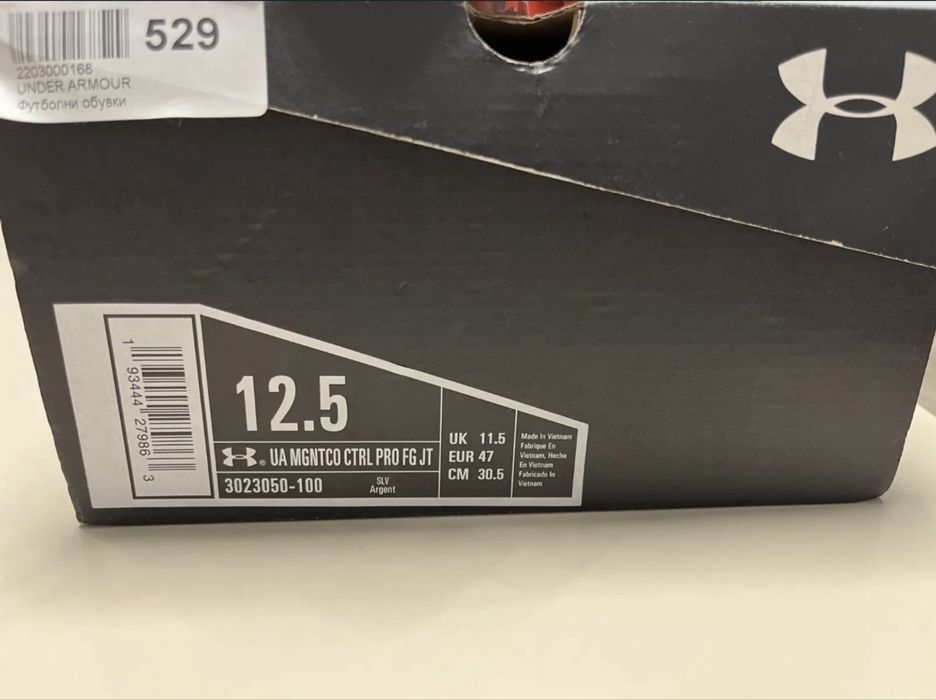 529
2203000168
UNDER ARMOUR
Футболни обувки
1 93444 27986 3
12.5
® UA MGNTCO CTRL PRO FG JT
3023050-100
SLV
Argent
UK 11.5
EUR 47
CM 30.5
Made In Vietnam
Fabrique En
Vietnam, Hecho
En Vietnam
Fabricado In
Vietnam